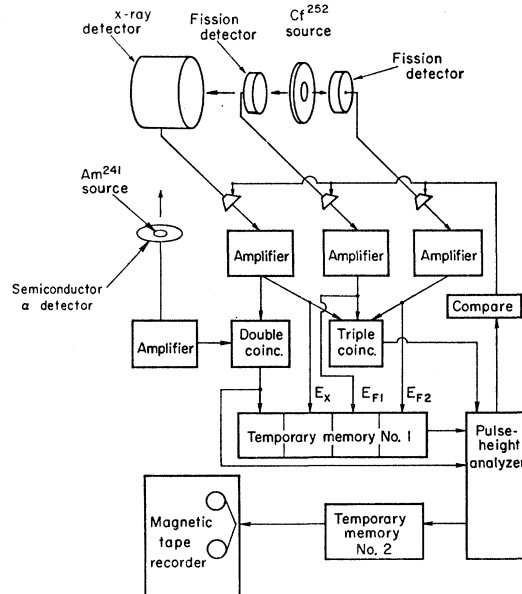 x-ray
detector
Fission
detector
Cf252
source
Fission
detector
Am241
source
Semiconductor
α detector
Amplifier
Amplifier
Amplifier
Compare
Amplifier
Double
coinc.
Triple
coinc.
EX
EF1
EF2
Temporary memory No. 1
Pulse-
height
analyzer
Magnetic
tape
recorder
Temporary
memory
No. 2